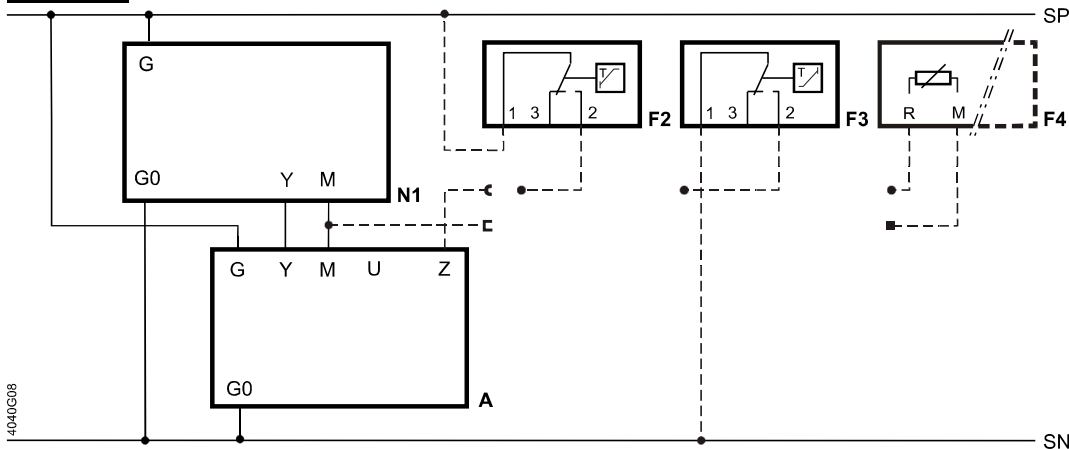 SP
G
T
T
1 3 2 F2
1 3 2 F3
R M F4
G0 Y M N1
G Y M U Z
G0 A
4040G08
SN